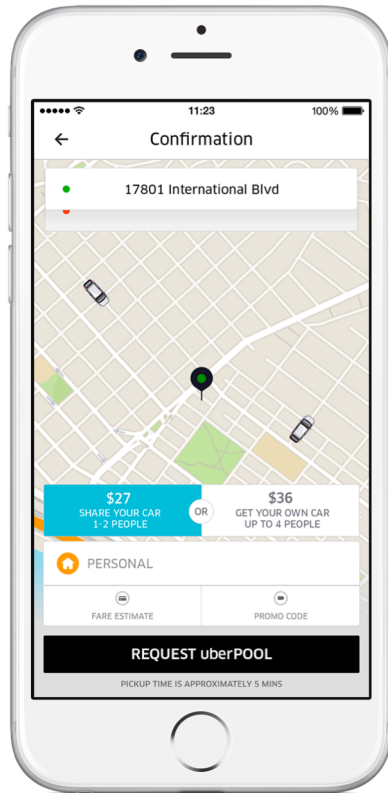 11:23
100%
Confirmation
17801 International Blvd
$27
SHARE YOUR CAR
1-2 PEOPLE
OR
$36
GET YOUR OWN CAR
UP TO 4 PEOPLE
PERSONAL
FARE ESTIMATE
PROMO CODE
REQUEST uberPOOL
PICKUP TIME IS APPROXIMATELY 5 MINS